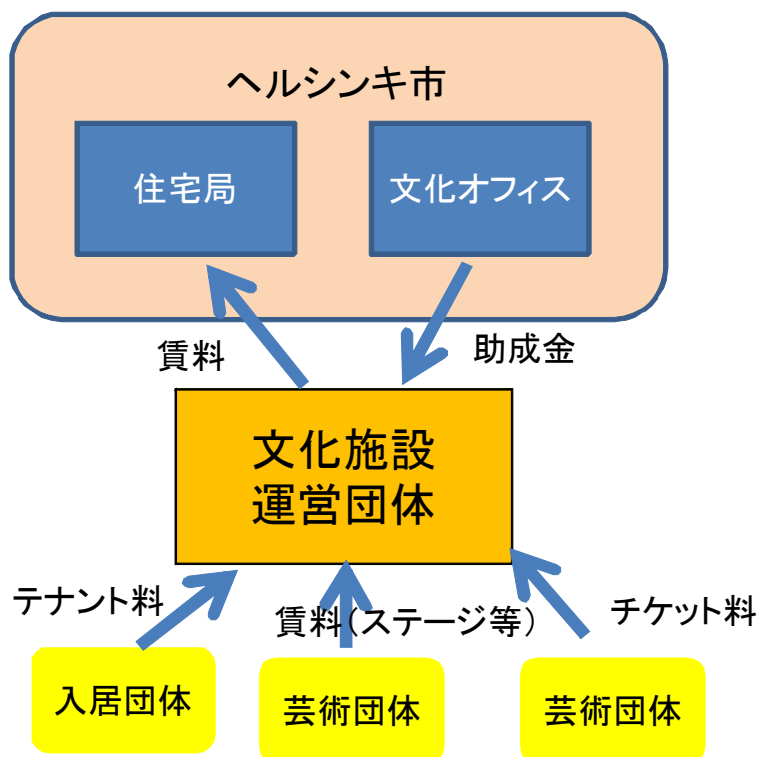 ヘルシンキ市
住宅局
文化オフィス
賃料
助成金
文化施設
運営団体
テナント料
賃料(ステージ等)
チケット料
入居団体
芸術団体
芸術団体